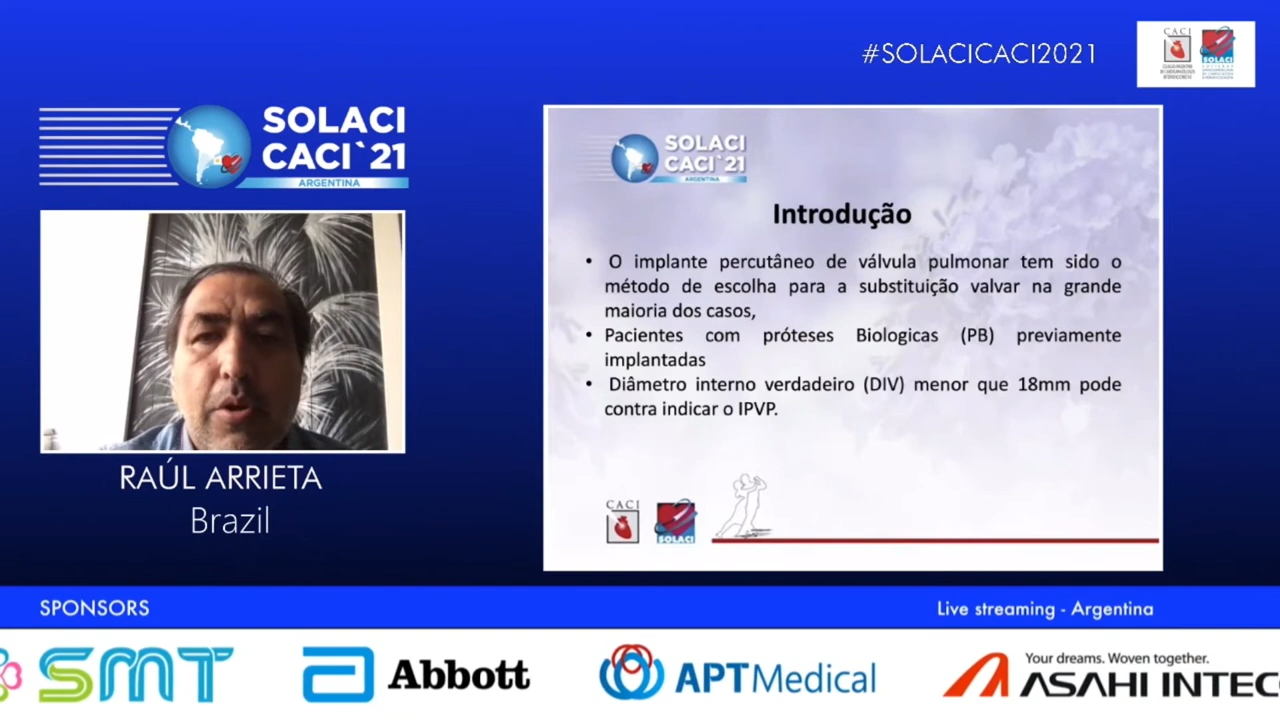 #SOLACICACI2021
CACI
SOLACI
SOLACI
CACI`21
ARGENTINA
SOLACI
CACI`21
ARGENTINA
Introdução
• O implante percutâneo de válvula pulmonar tem sido o
método de escolha para a substituição valvar na grande
maioria dos casos,
• Pacientes com próteses Biologicas (PB) previamente
implantadas
• Diâmetro interno verdadeiro (DIV) menor que 18mm pode
contra indicar o IPVP.
CACI
SOLACI
RAÚL ARRIETA
Brazil
SPONSORS
Live streaming - Argentina
SMT
Abbott
APTMedical
Your dreams. Woven together.
ASAHI INTEC